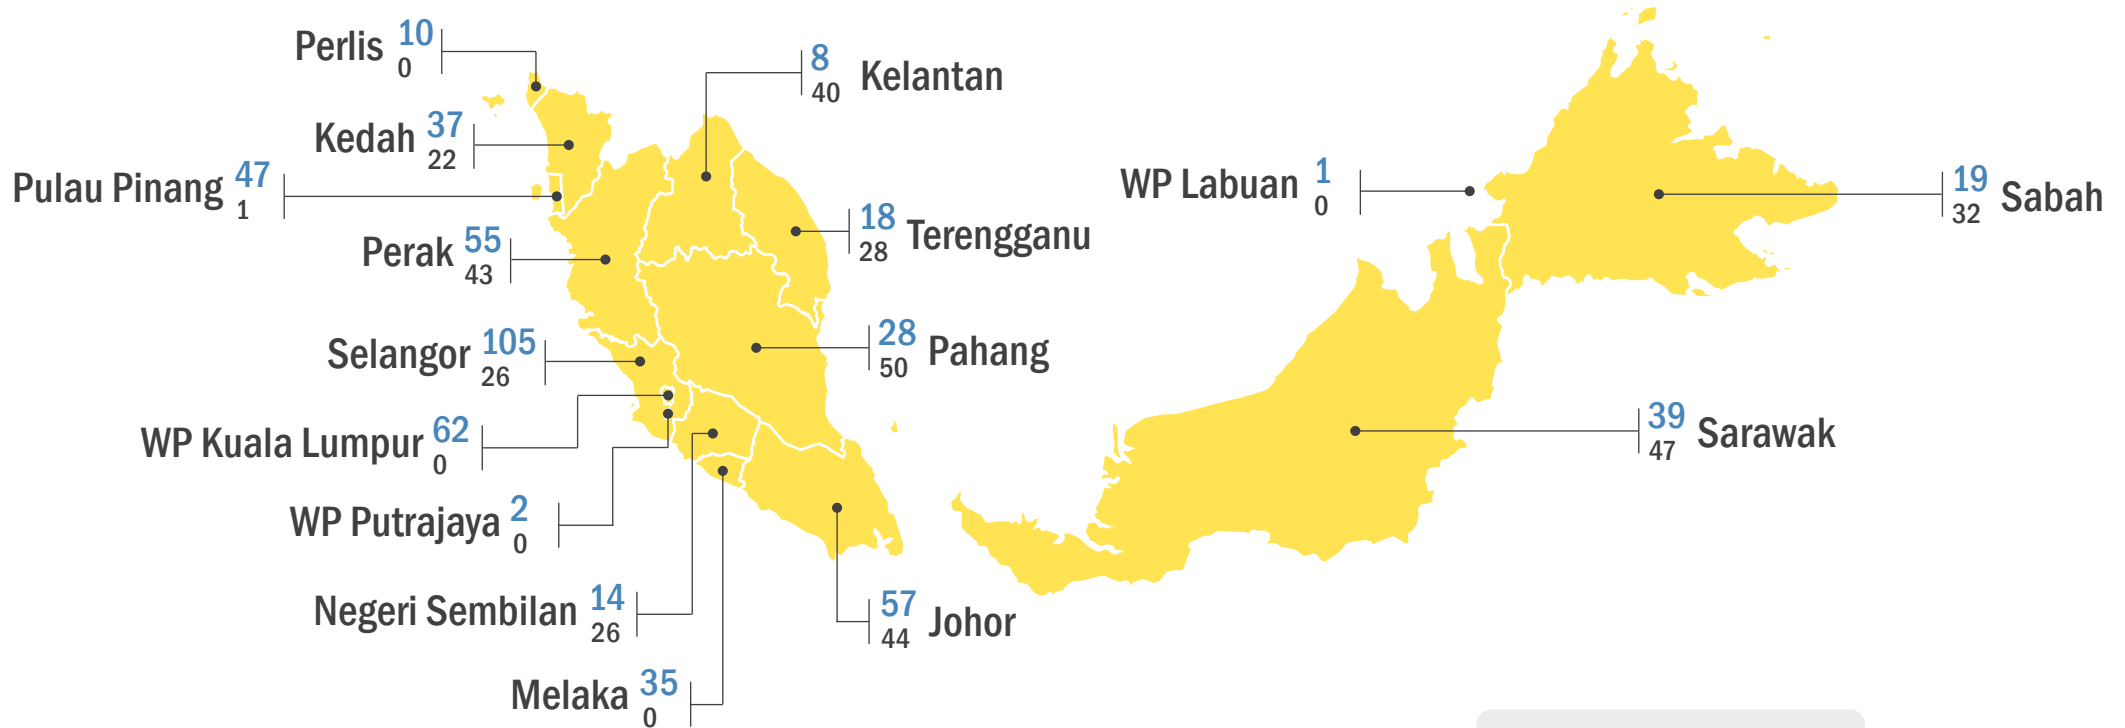 Perlis 10
0
Kedah 37
22
Pulau Pinang 47
1
Perak 55
43
Selangor 105
26
WP Kuala Lumpur 62
0
WP Putrajaya 2
0
Negeri Sembilan 14
26
Melaka 35
0
8 Kelantan
40
18 Terengganu
28
28 Pahang
50
57 Johor
44
WP Labuan 1
0
19 Sabah
32
39 Sarawak
47